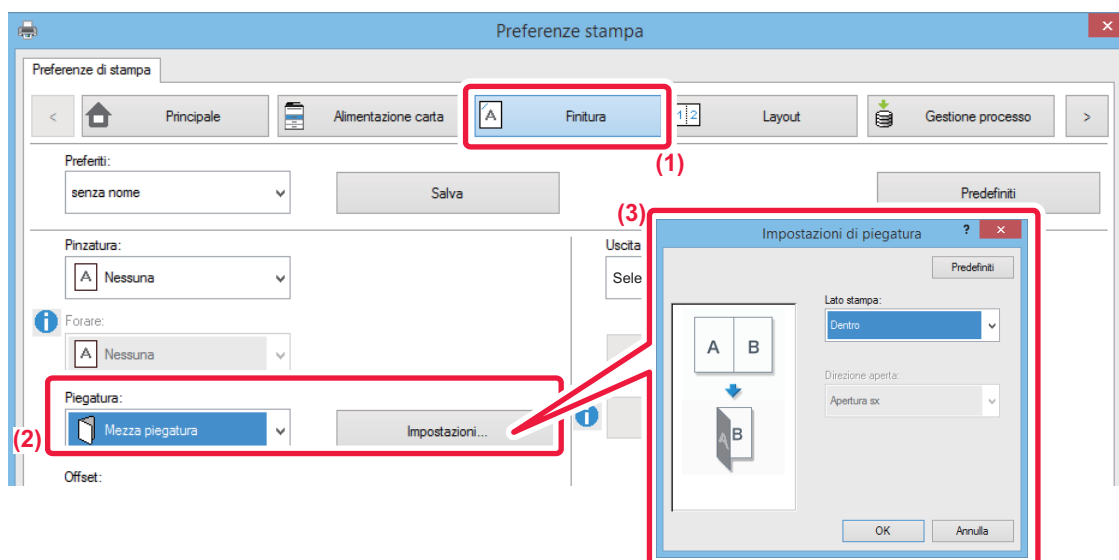 Preferenze stampa
Preferenze di stampa
< Principale Alimentazione carta A Finitura 1 2 Layout Gestione processo >
(1)
Preferiti:
senza nome Salva Predefiniti
(3)
Pinzatura:
A Nessuna
Forare:
A Nessuna
Piegatura:
(2)
Mezza piegatura Impostazioni...
Offset:
Uscita
Sele
Impostazioni di piegatura ?
Predefiniti
Lato stampa:
Dentro
A B
Direzione aperta:
Apertura sx
A B
OK Annulla